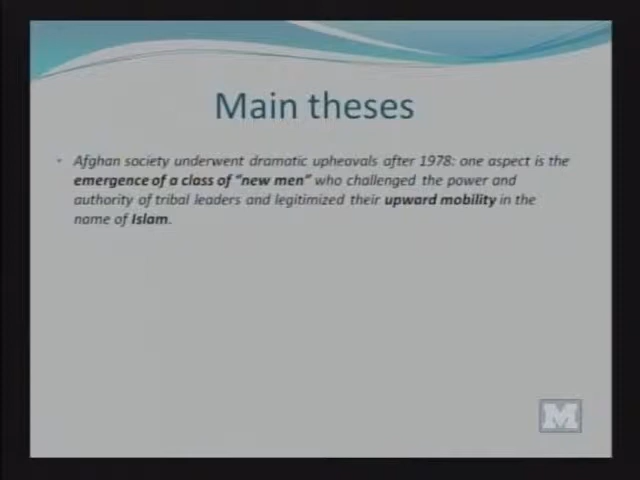 Main theses
• Afghan society underwent dramatic upheavals after 1978: one aspect is the
emergence of a class of "new men" who challenged the power and
authority of tribal leaders and legitimized their upward mobility in the
name of Islam.
M